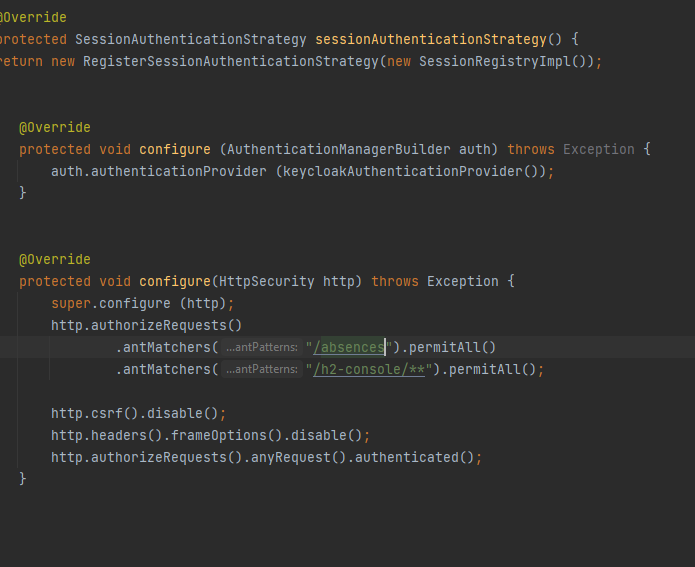 @Override
protected SessionAuthenticationStrategy sessionAuthenticationStrategy() {
return new RegisterSessionAuthenticationStrategy(new SessionRegistryImpl());
@Override
protected void configure (AuthenticationManagerBuilder auth) throws Exception {
auth.authenticationProvider (keycloakAuthenticationProvider());
}
@Override
protected void configure(HttpSecurity http) throws Exception {
super.configure (http);
http.authorizeRequests()
.antMatchers( ...antPatterns: "/absences").permitAll()
.antMatchers( ...antPatterns: "/h2-console/**").permitAll();
http.csrf().disable();
http.headers().frameOptions().disable();
http.authorizeRequests().anyRequest().authenticated();
}